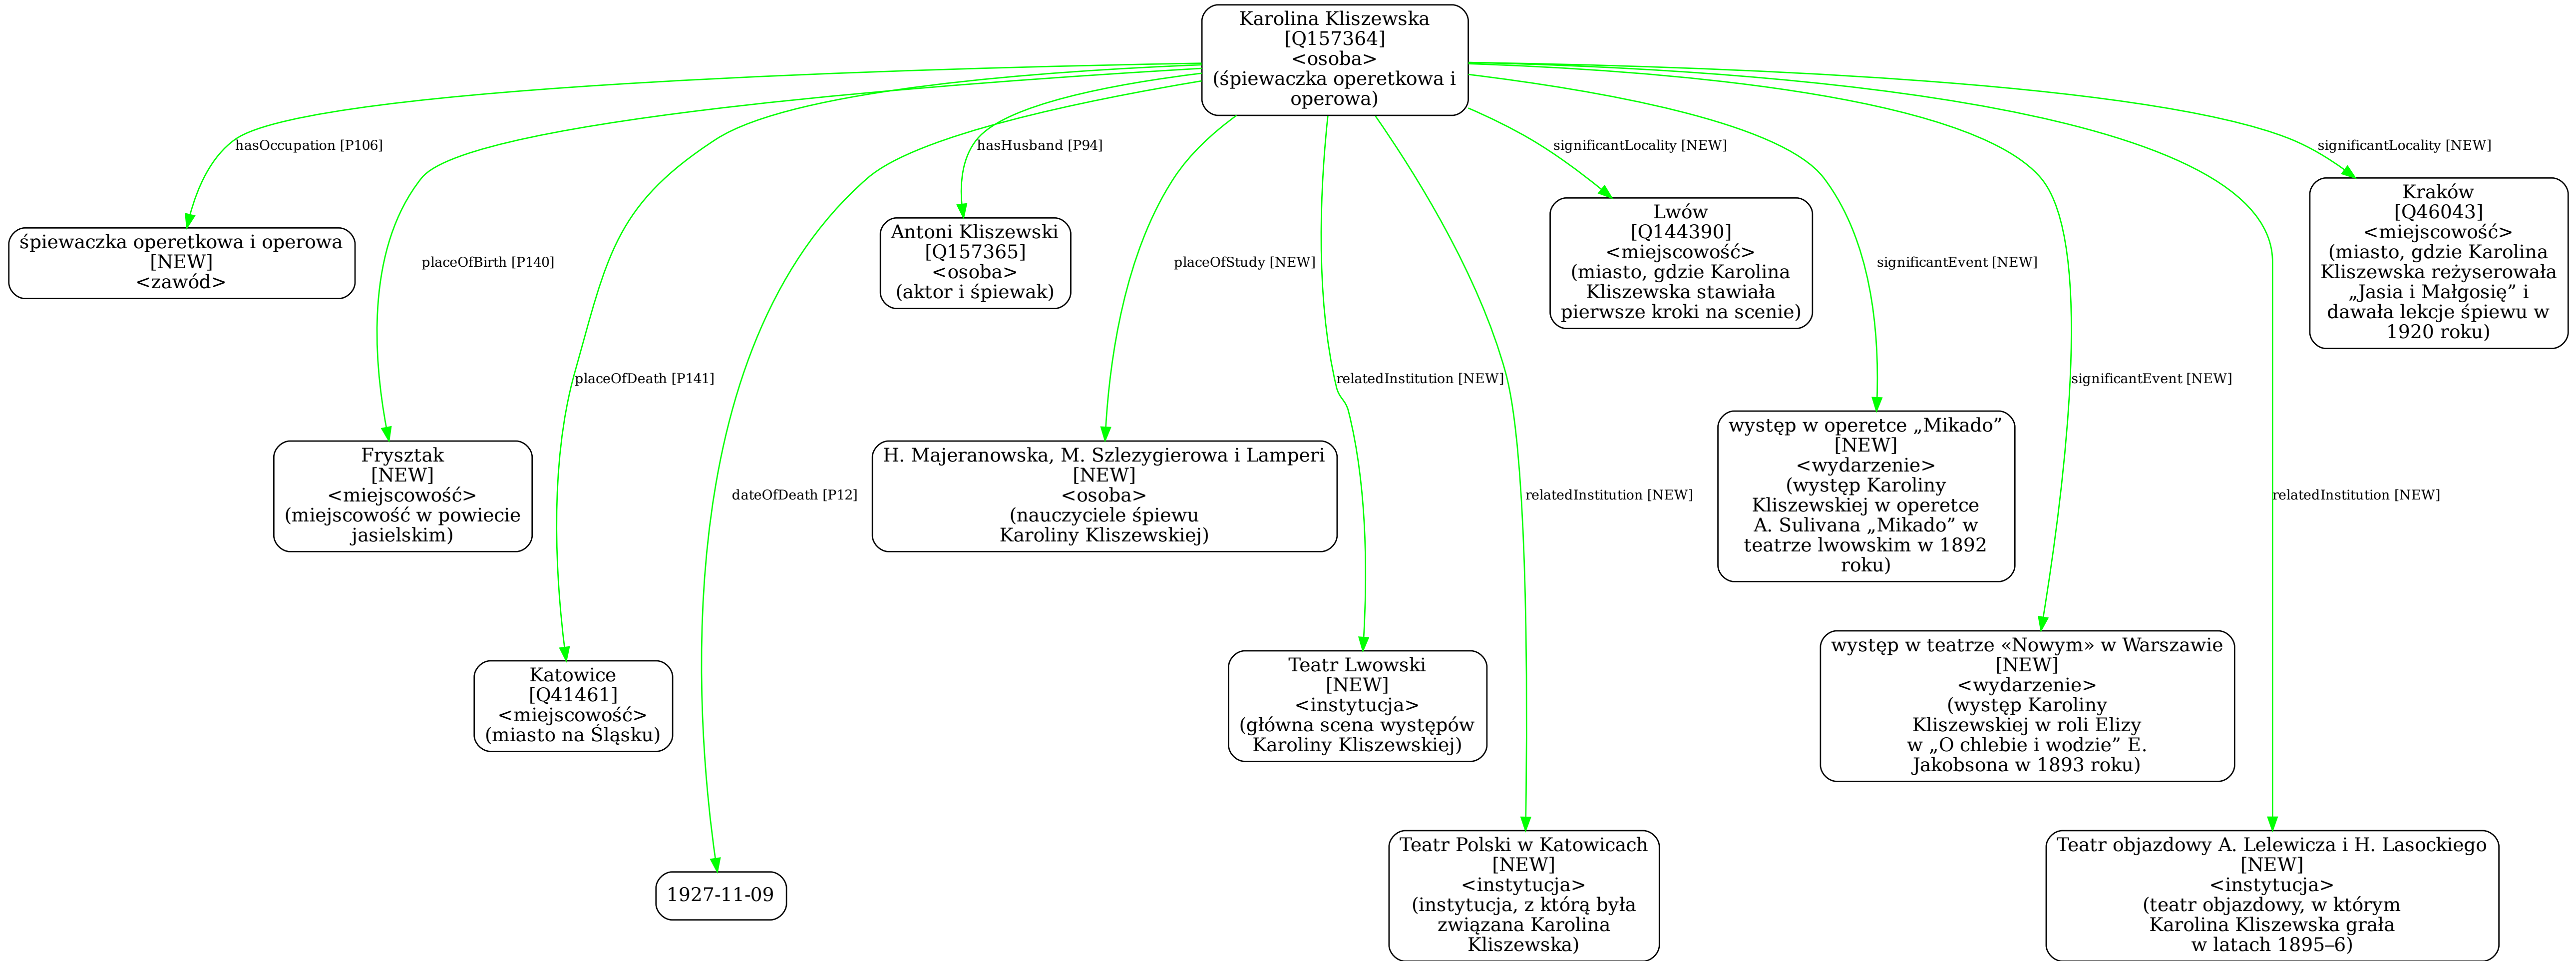 Karolina Kliszewska
[Q157364]
<osoba>
(śpiewaczka operetkowa i
operowa)
hasOccupation [P106]
hasHusband [P94]
significantLocality [NEW]
significantLocality [NEW]
śpiewaczka operetkowa i operowa
[NEW]
<zawód>
placeOfBirth [P140]
Antoni Kliszewski
[Q157365]
<osoba>
(aktor i śpiewak)
placeOfStudy [NEW]
Lwów
[Q144390]
<miejscowość>
(miasto, gdzie Karolina
Kliszewska stawiała
pierwsze kroki na scenie)
significantEvent [NEW]
Kraków
[Q46043]
<miejscowość>
(miasto, gdzie Karolina
Kliszewska reżyserowała
„Jasia i Małgosię” i
dawała lekcje śpiewu w
1920 roku)
placeOfDeath [P141]
relatedInstitution [NEW]
significantEvent [NEW]
Frysztak
[NEW]
<miejscowość>
(miejscowość w powiecie
jasielskim)
dateOfDeath [P12]
H. Majeranowska, M. Szlezygierowa i Lamperi
[NEW]
<osoba>
(nauczyciele śpiewu
Karoliny Kliszewskiej)
relatedInstitution [NEW]
występ w operetce „Mikado”
[NEW]
<wydarzenie>
(występ Karoliny
Kliszewskiej w operetce
A. Sulivana „Mikado” w
teatrze lwowskim w 1892
roku)
relatedInstitution [NEW]
Katowice
[Q41461]
<miejscowość>
(miasto na Śląsku)
Teatr Lwowski
[NEW]
<instytucja>
(główna scena występów
Karoliny Kliszewskiej)
występ w teatrze «Nowym» w Warszawie
[NEW]
<wydarzenie>
(występ Karoliny
Kliszewskiej w roli Elizy
w „O chlebie i wodzie” E.
Jakobsona w 1893 roku)
1927-11-09
Teatr Polski w Katowicach
[NEW]
<instytucja>
(instytucja, z którą była
związana Karolina
Kliszewska)
Teatr objazdowy A. Lelewicza i H. Lasockiego
[NEW]
<instytucja>
(teatr objazdowy, w którym
Karolina Kliszewska grała
w latach 1895–6)